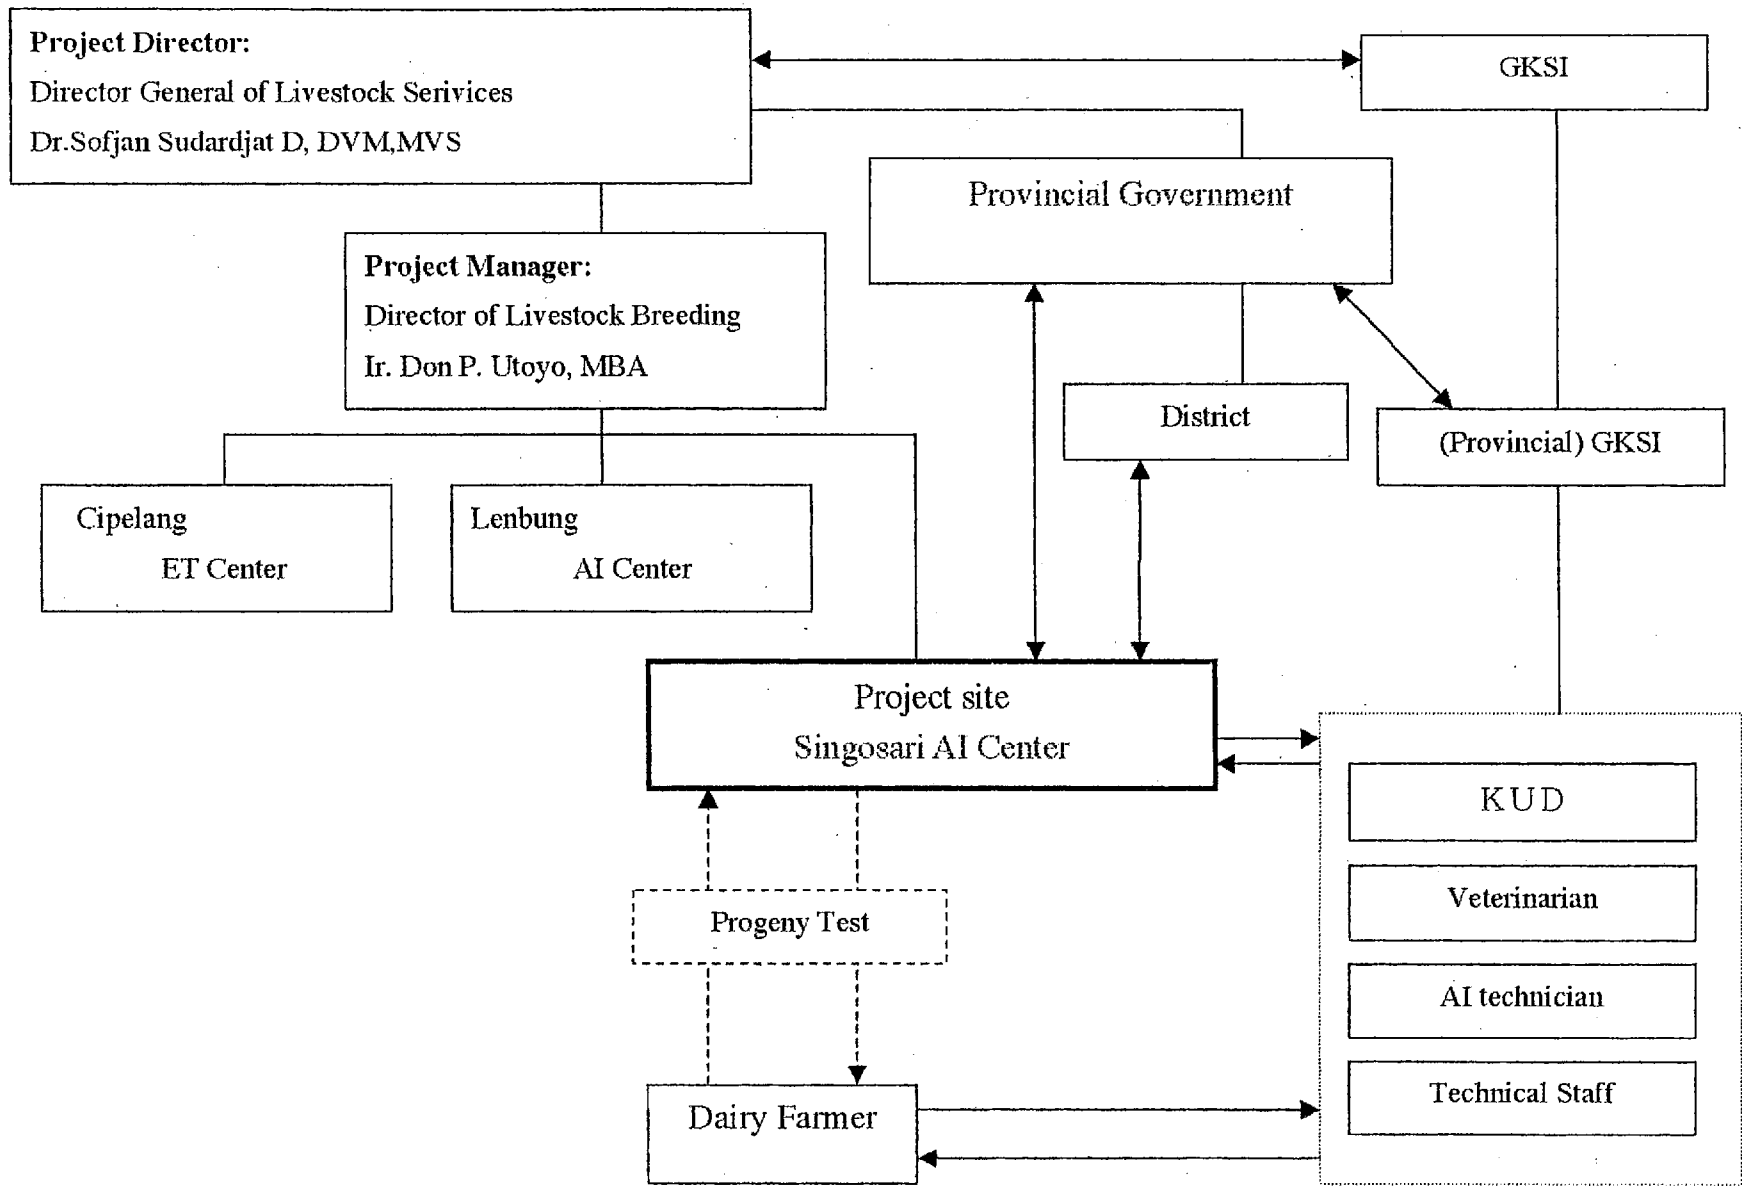 Project Director:
Director General of Livestock Serivices
Dr.Sofjan Sudardjat D, DVM,MVS
GKSI
Provincial Government
Project Manager:
Director of Livestock Breeding
Ir. Don P. Utoyo, MBA
District
(Provincial) GKSI
Cipelang
ET Center
Lenbung
AI Center
Project site
Singosari AI Center
KUD
Veterinarian
AI technician
Technical Staff
Progeny Test
Dairy Farmer